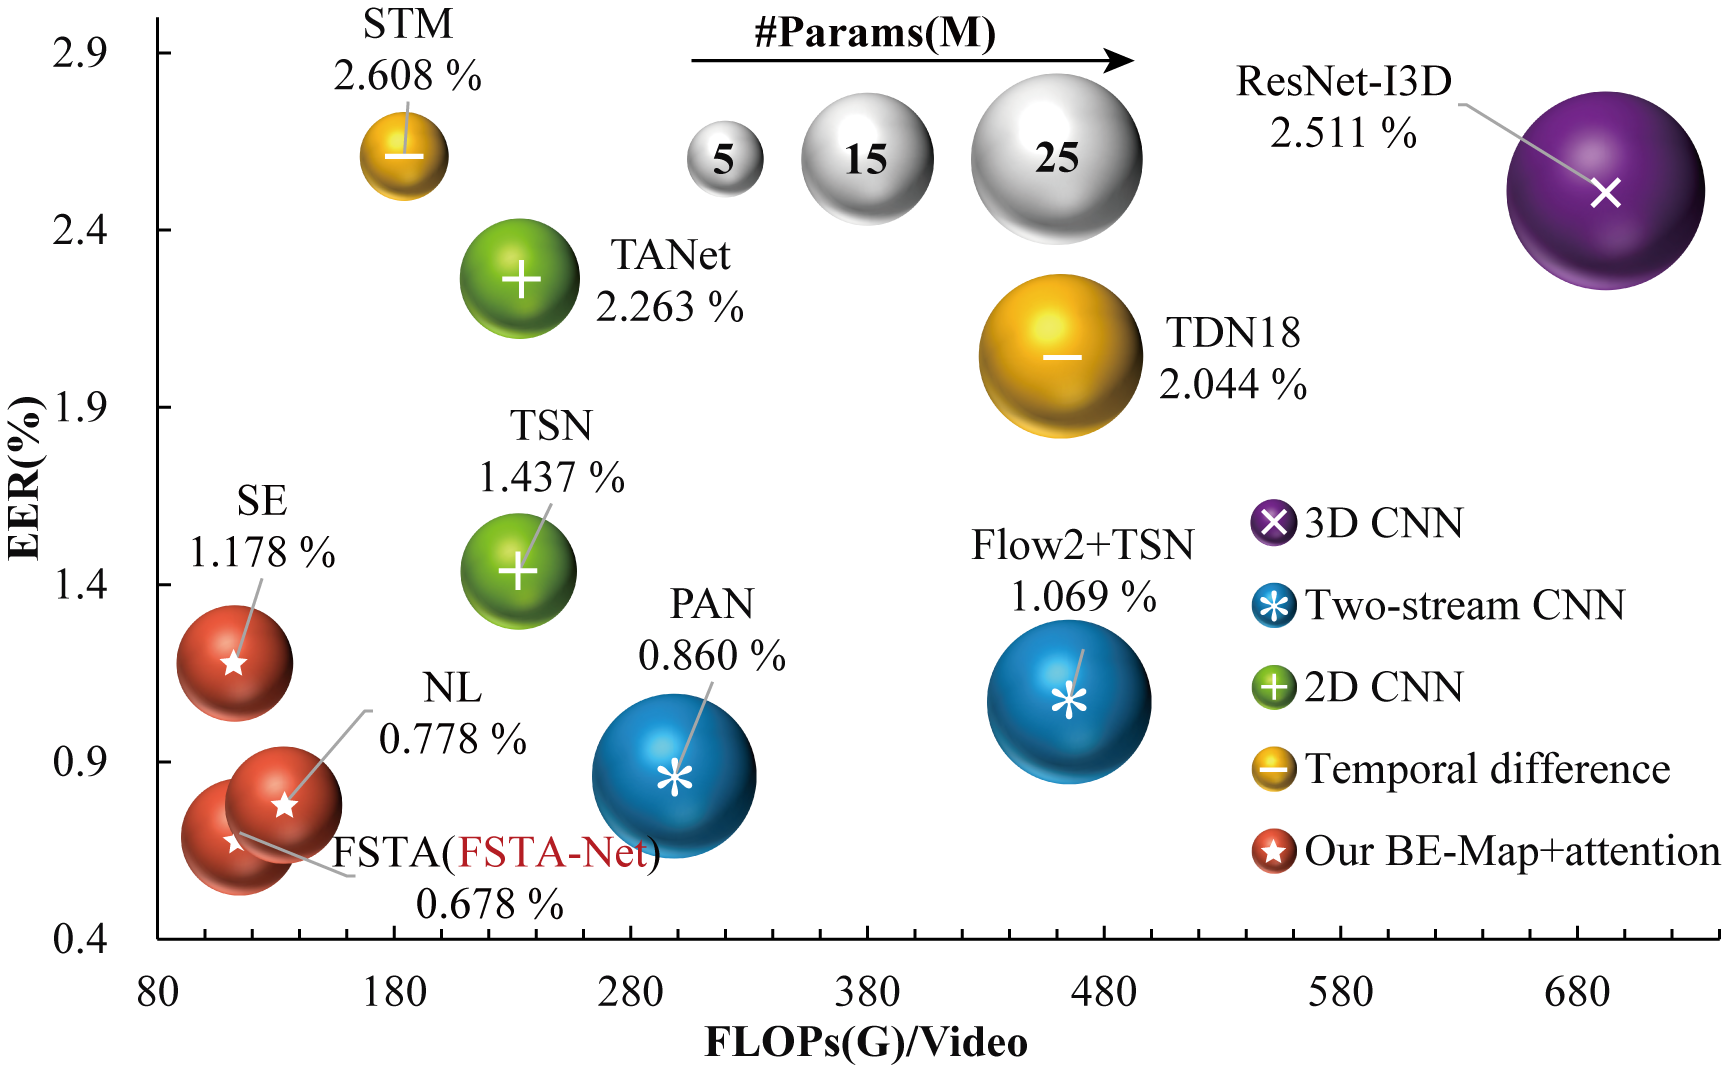 STM
2.608 %
#Params(M)
5
15
25
ResNet-I3D
2.511 %
TANet
2.263 %
TDN18
2.044 %
TSN
1.437 %
SE
1.178 %
Flow2+TSN
1.069 %
PAN
0.860 %
NL
0.778 %
FSTA(FSTA-Net)
0.678 %
3D CNN
Two-stream CNN
2D CNN
Temporal difference
Our BE-Map+attention
EER(%)
2.9
2.4
1.9
1.4
0.9
0.4
80
180
280
380
480
580
680
FLOPs(G)/Video